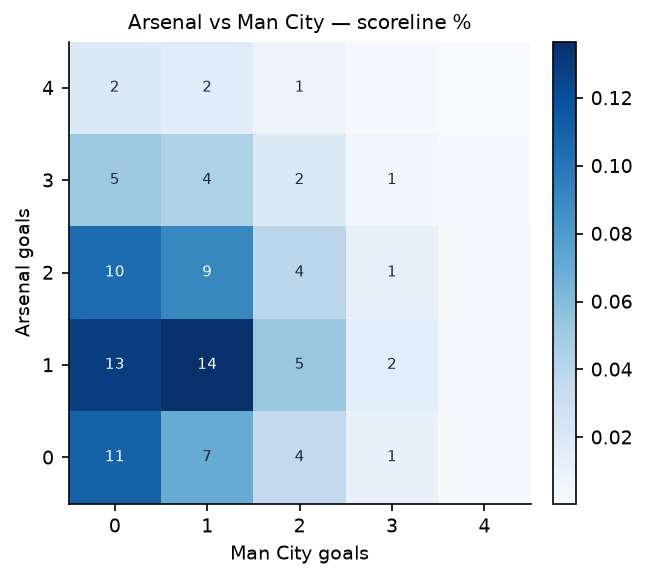 Arsenal vs Man City — scoreline %
Arsenal goals
4 2 2 1
3 5 4 2 1
2 10 9 4 1
1 13 14 5 2
0 11 7 4 1
0 1 2 3 4
Man City goals
0.12
0.10
0.08
0.06
0.04
0.02